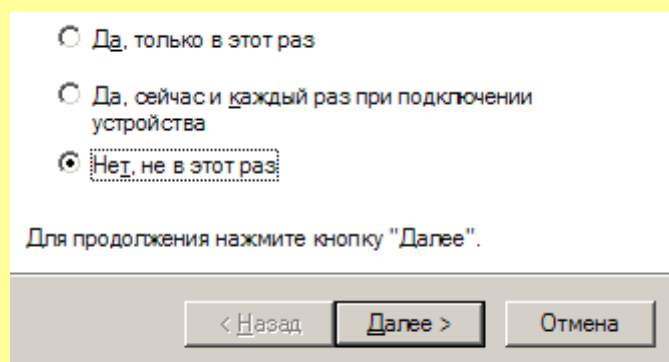 Да, только в этот раз
Да, сейчас и каждый раз при подключении
устройства
Нет, не в этот раз
Для продолжения нажмите кнопку "Далее".
< Назад Далее > Отмена